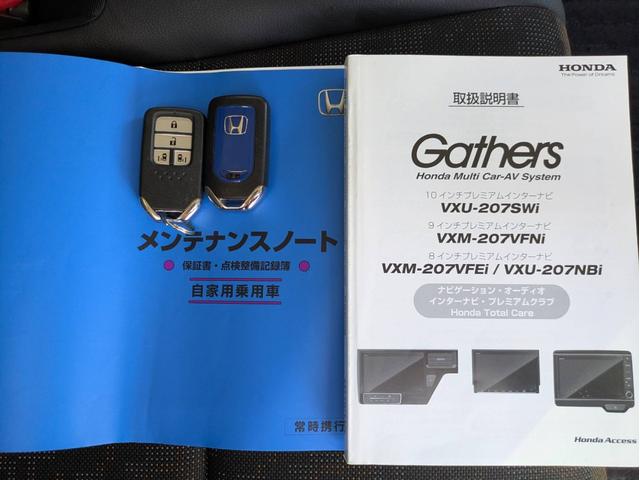 メンテナンスノート
保証書・点検整備記録簿
自家用乗用車
常時携行
HONDA
The Power of Dreams
取扱説明書
Gathers
Honda Multi Car-AV System
10インチプレミアムインターナビ
VXU-207SWi
9インチプレミアムインターナビ
VXM-207VFNi
8インチプレミアムインターナビ
VXM-207VFEi / VXU-207NBi
ナビゲーション・オーディオ
インターナビ・プレミアムクラブ
Honda Total Care
Honda Access